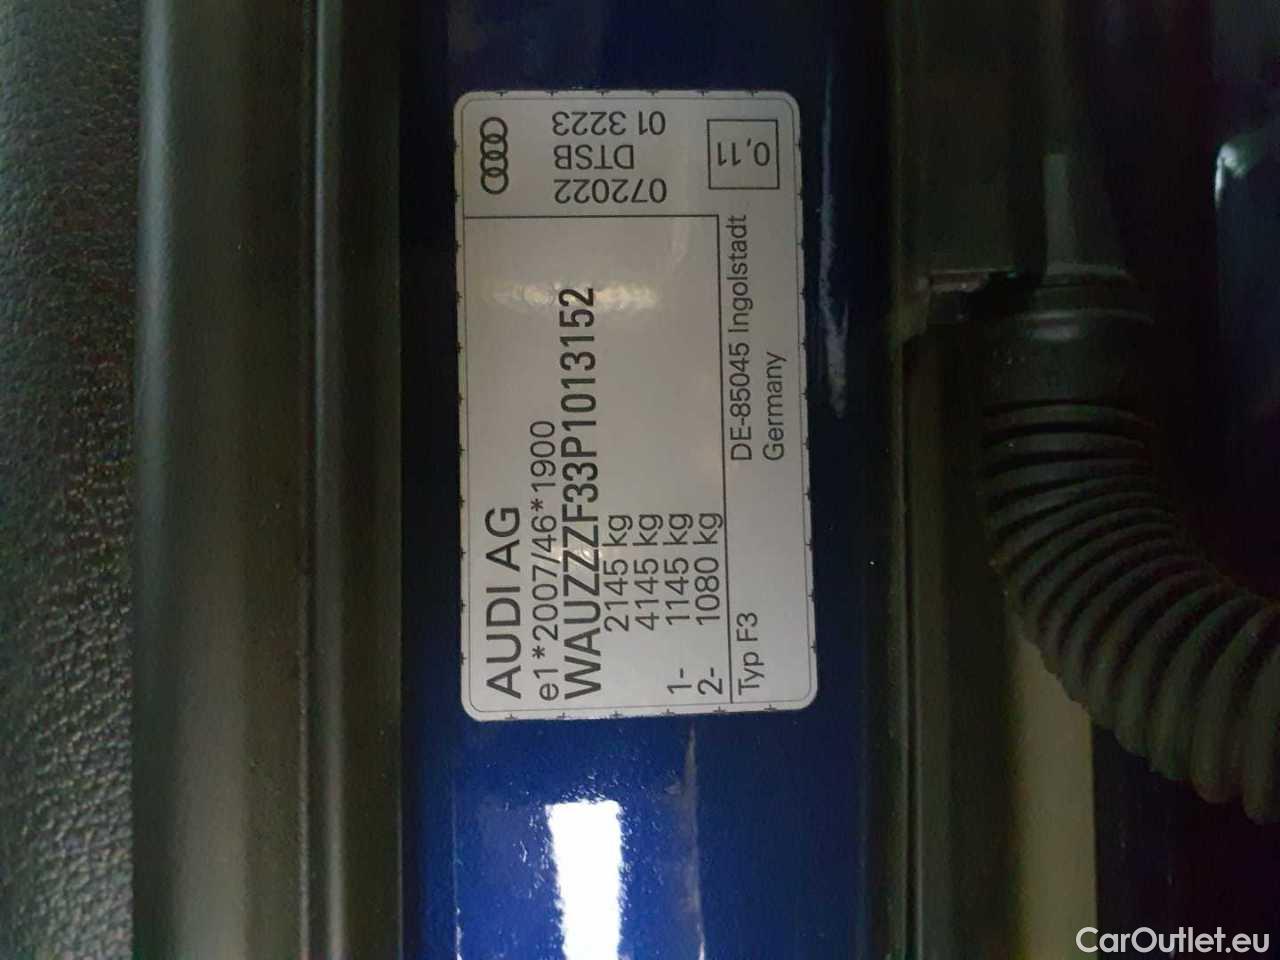 AUDI AG
e1*2007/46*1900
WAUZZZF33P1013152
2145 kg
4145 kg
1- 1145 kg
2- 1080 kg
Typ F3
DE-85045 Ingolstadt
Germany
072022
DTSB
01 3223
0,11
CarOutlet.eu